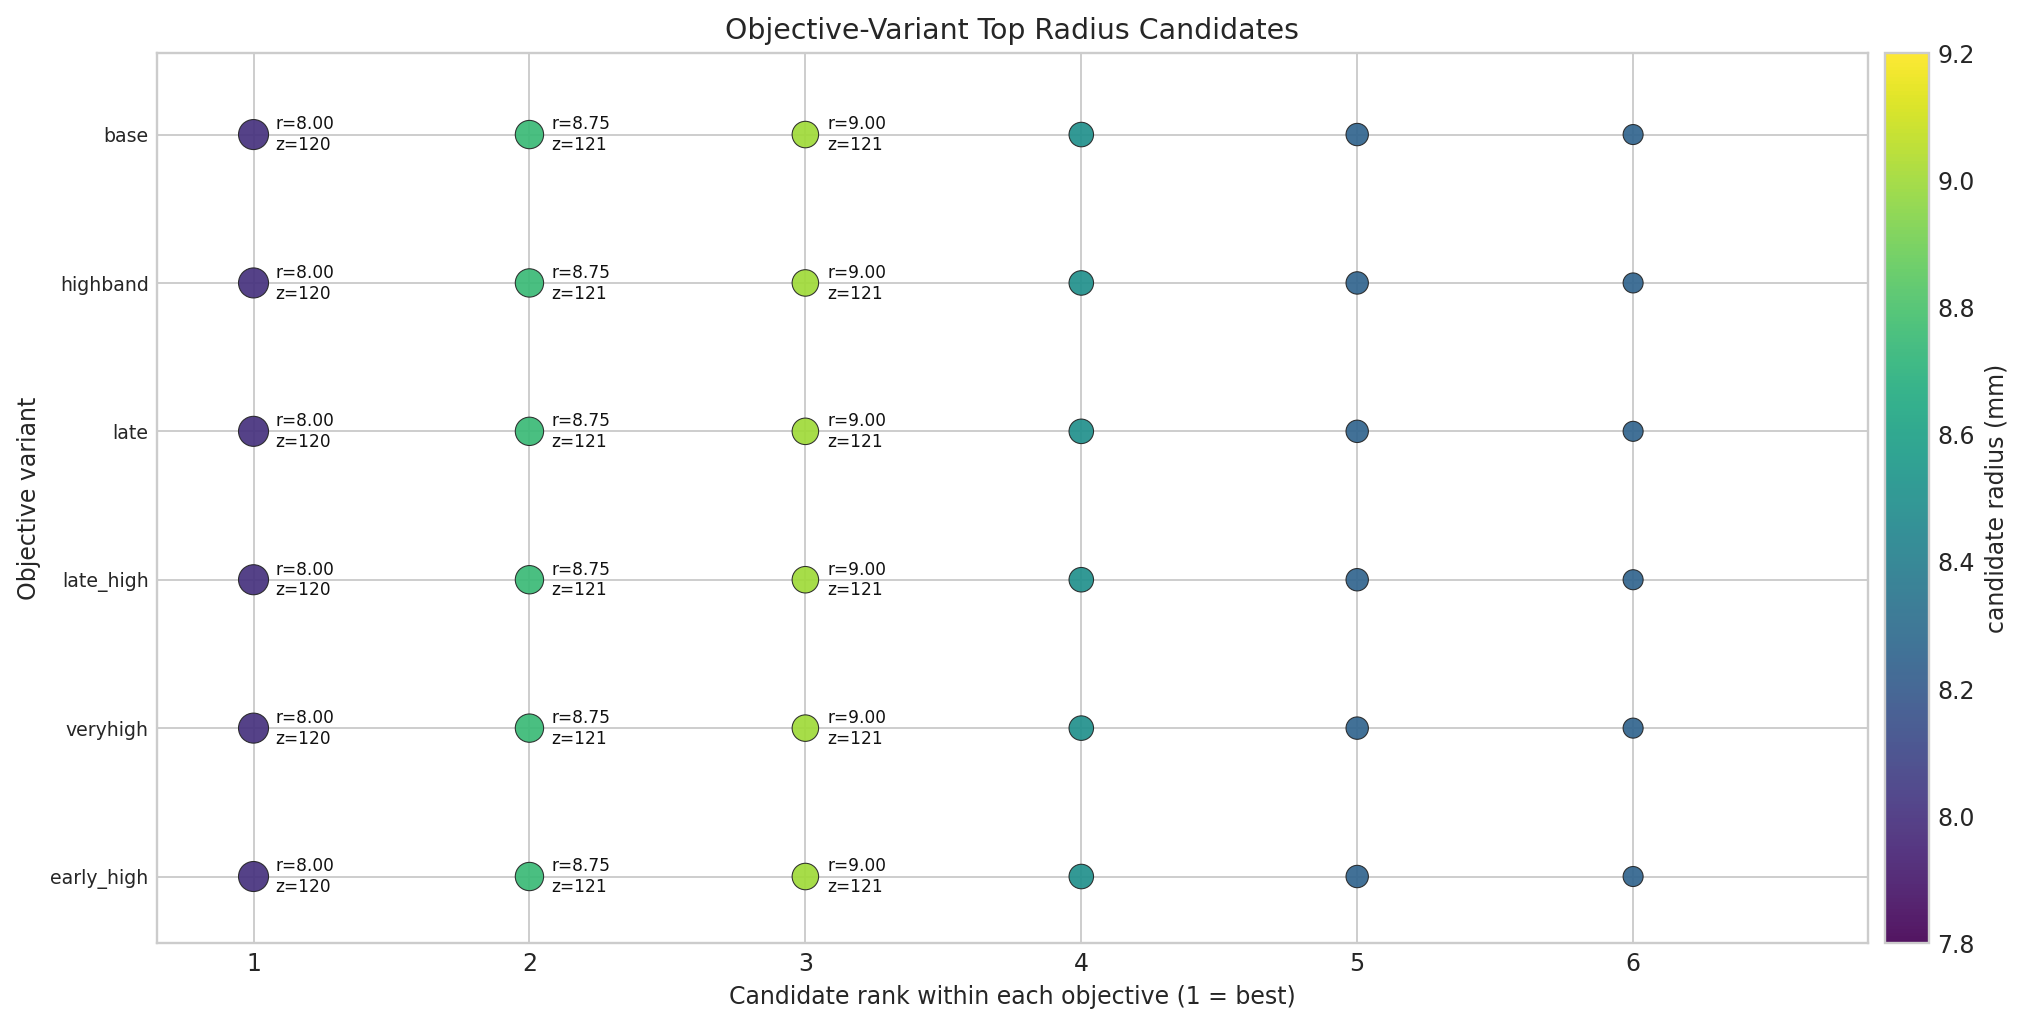 Objective-Variant Top Radius Candidates
Objective variant
base
r=8.00
z=120
r=8.75
z=121
r=9.00
z=121
highband
r=8.00
z=120
r=8.75
z=121
r=9.00
z=121
late
r=8.00
z=120
r=8.75
z=121
r=9.00
z=121
late_high
r=8.00
z=120
r=8.75
z=121
r=9.00
z=121
veryhigh
r=8.00
z=120
r=8.75
z=121
r=9.00
z=121
early_high
r=8.00
z=120
r=8.75
z=121
r=9.00
z=121
1 2 3 4 5 6
Candidate rank within each objective (1 = best)
9.2
9.0
8.8
8.6
8.4
8.2
8.0
7.8
candidate radius (mm)